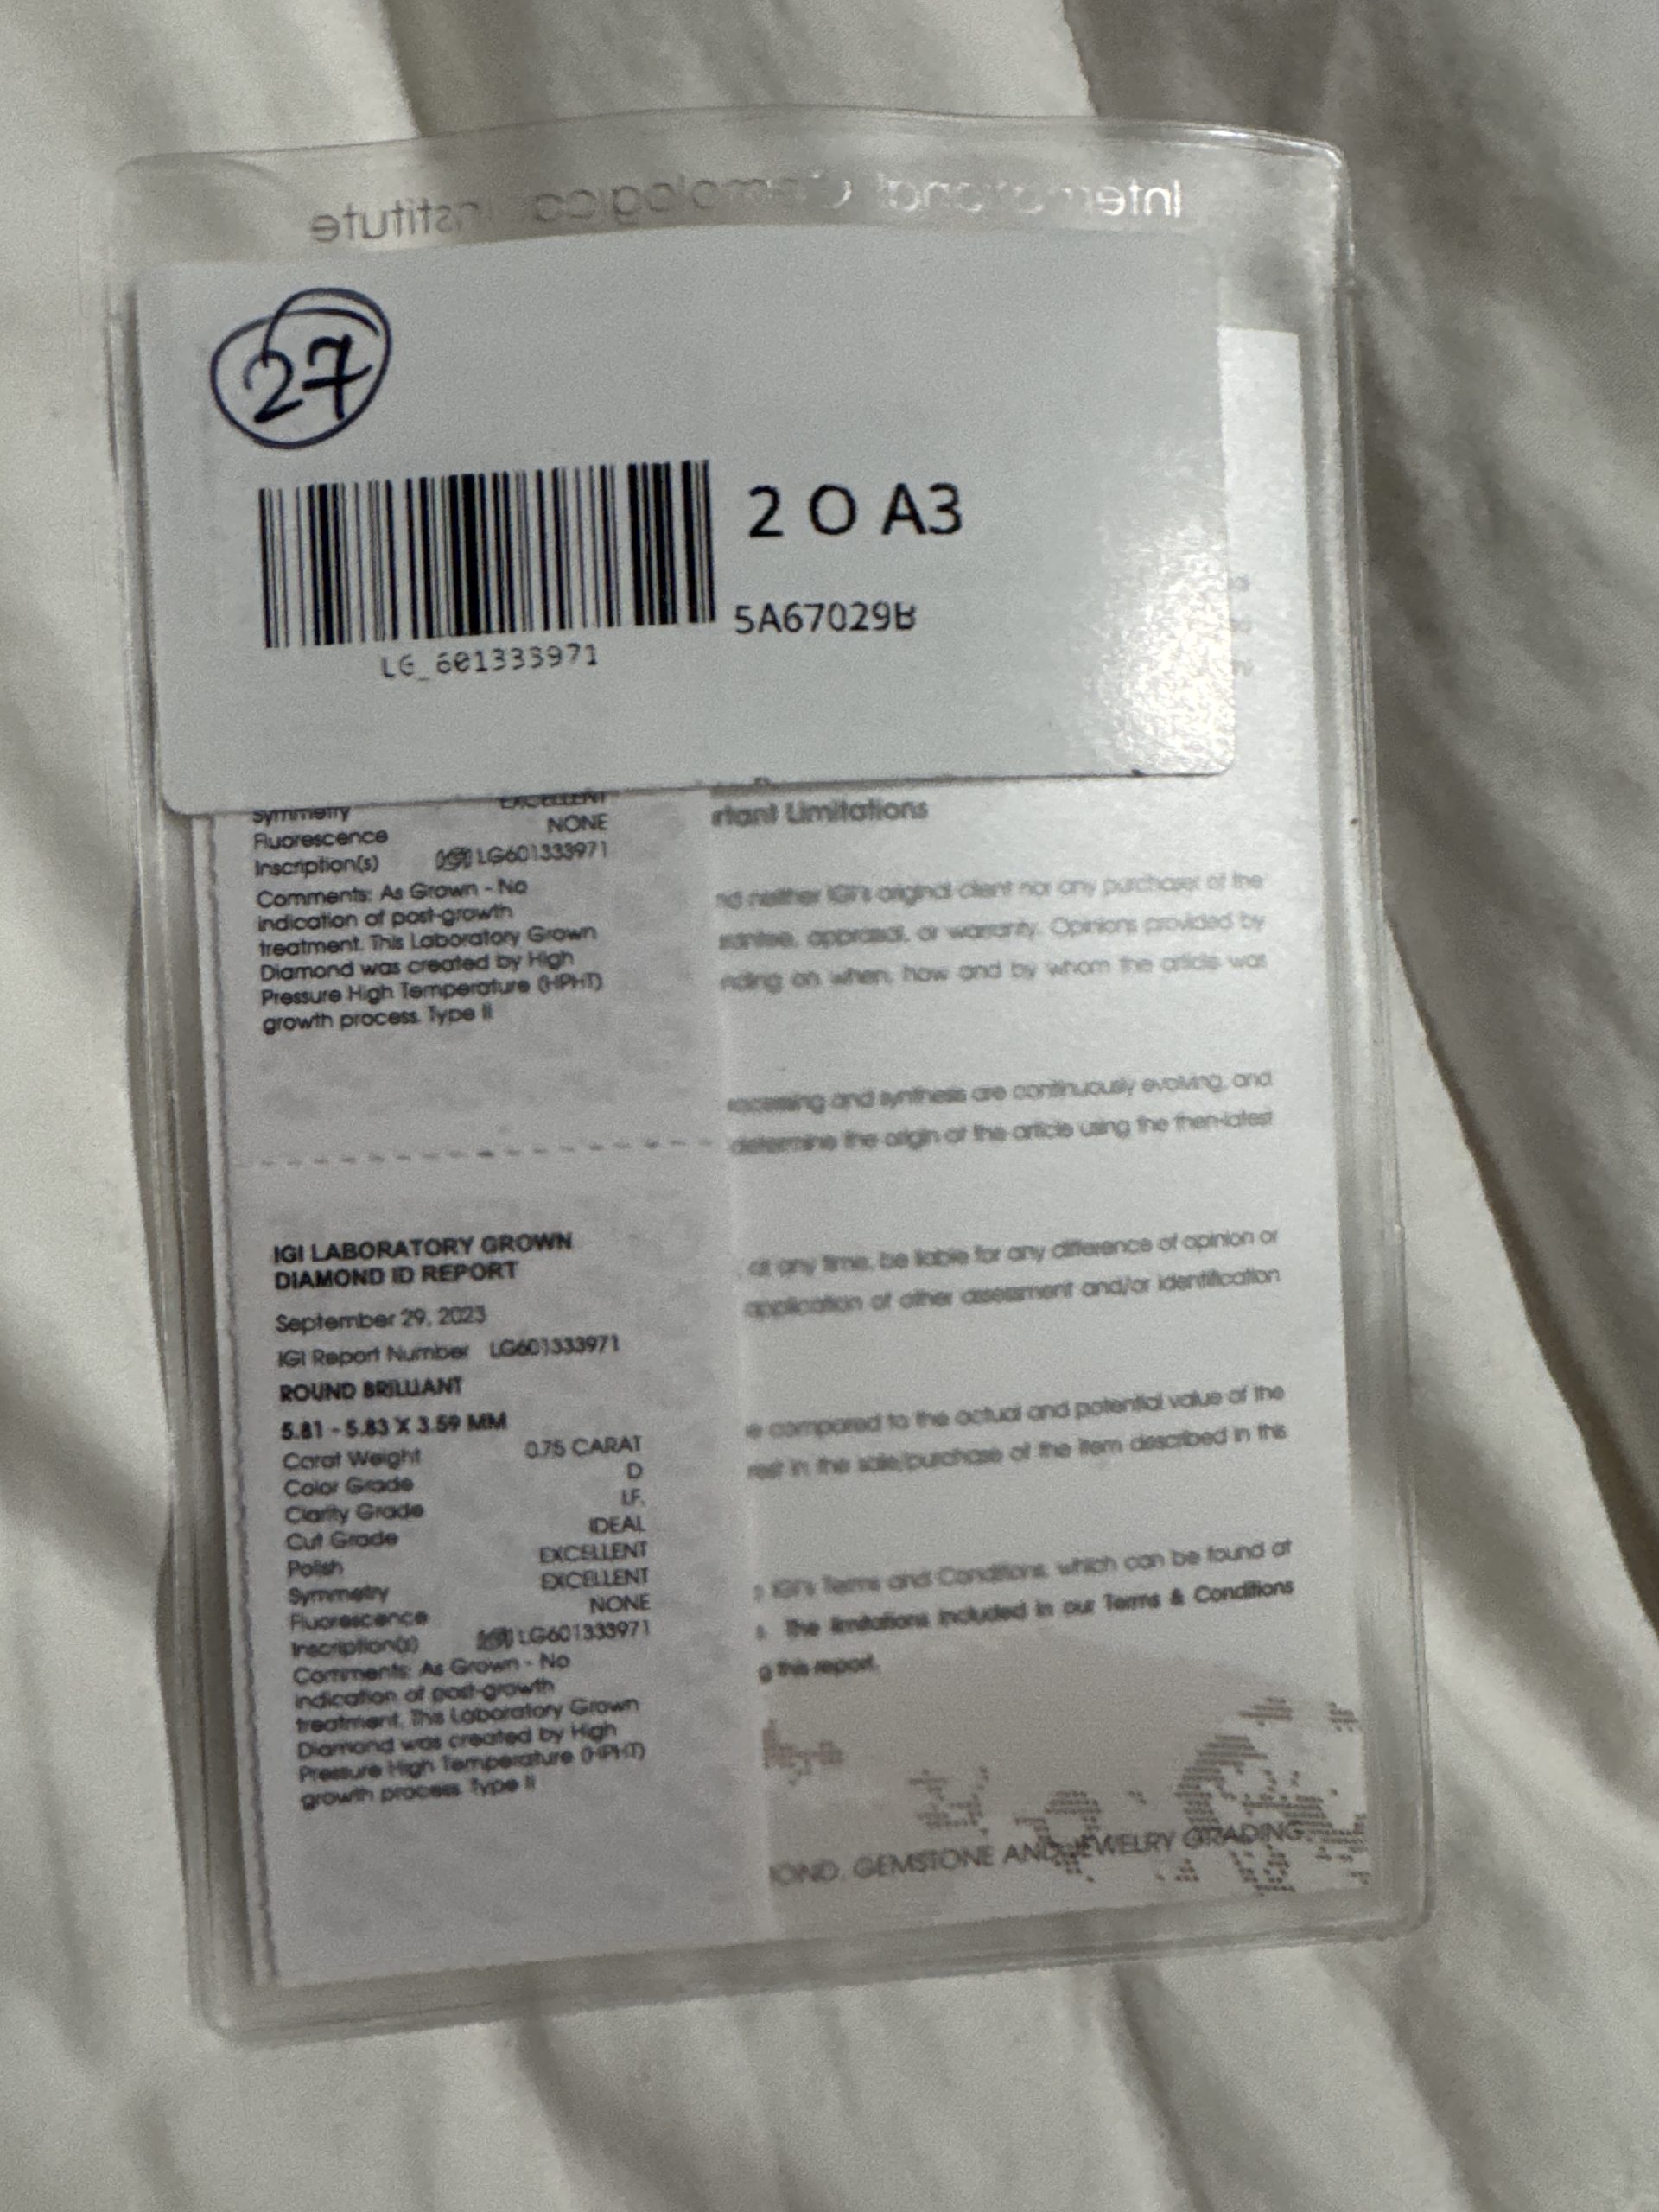 International Gemological Institute
27
2 O A3
5A67029B
LG_601333971
Symmetry EXCELLENT
Fluorescence NONE
Inscription(s) IGI LG601333971
Comments: As Grown - No
indication of post-growth
treatment. This Laboratory Grown
Diamond was created by High
Pressure High Temperature (HPHT)
growth process. Type II
IGI LABORATORY GROWN
DIAMOND ID REPORT
September 29, 2023
IGI Report Number LG601333971
ROUND BRILLIANT
5.81 - 5.83 X 3.59 MM
Carat Weight 0.75 CARAT
Color Grade D
Clarity Grade I.F.
Cut Grade IDEAL
Polish EXCELLENT
Symmetry EXCELLENT
Fluorescence NONE
Inscription(s) IGI LG601333971
Comments: As Grown - No
indication of post-growth
treatment. This Laboratory Grown
Diamond was created by High
Pressure High Temperature (HPHT)
growth process. Type II
rtant Limitations
nd neither IGI's original client nor any purchaser of the
rantee, appraisal, or warranty. Opinions provided by
nding on when, how and by whom the article was
ocessing and synthesis are continuously evolving, and
determine the origin of the article using the then-latest
, at any time, be liable for any difference of opinion or
application of other assessment and/or identification
e compared to the actual and potential value of the
rest in the sale/purchase of the item described in this
IGI's Terms and Conditions, which can be found at
s. The limitations included in our Terms & Conditions
g this report.
OND, GEMSTONE AND JEWELRY GRADING